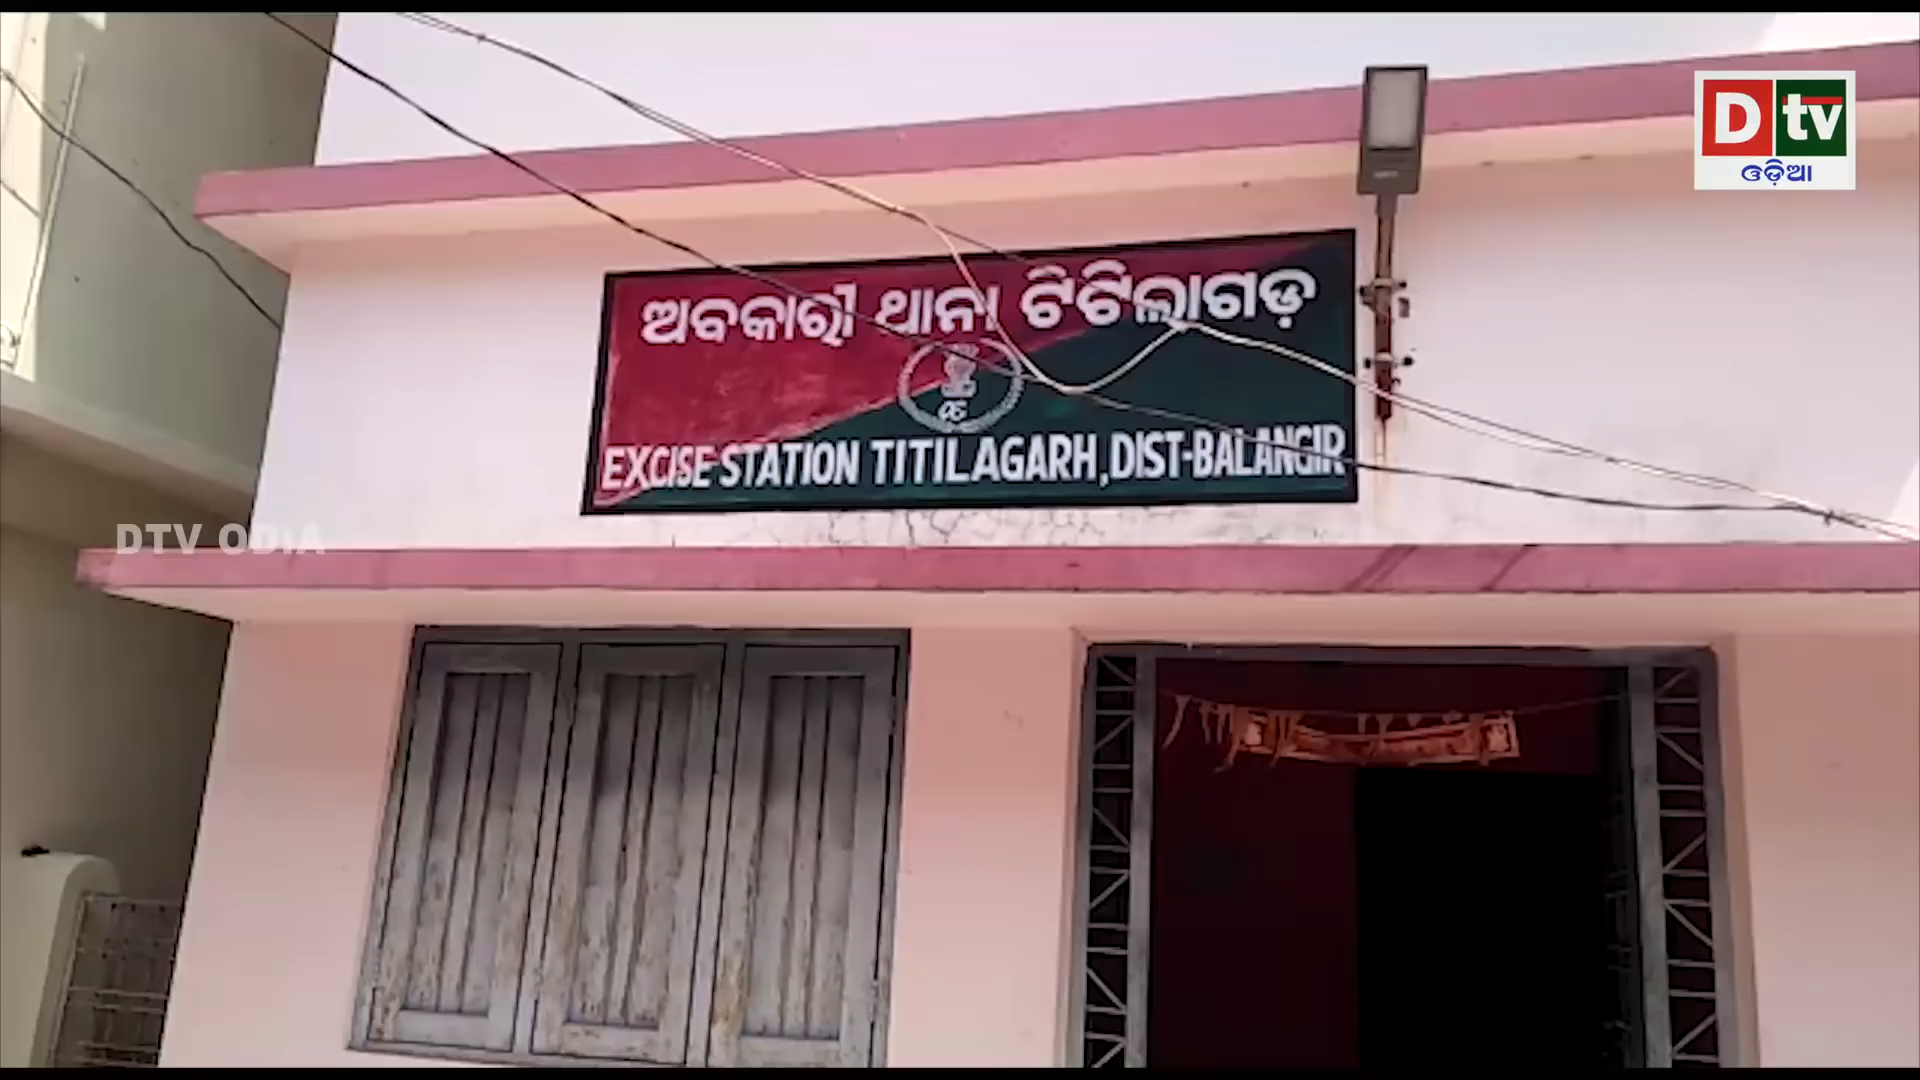 D tv
ଓଡ଼ିଆ
ଅବକାରୀ ଥାନା ଟିଟିଲାଗଡ଼
EXCISE STATION TITILAGARH, DIST-BALANGIR
DTV ODIA